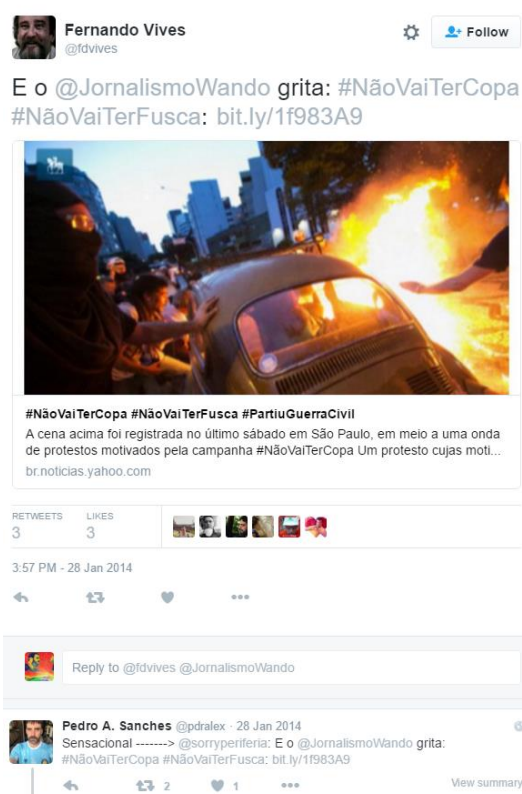 Fernando Vives
@fdvives
Follow
E o @JornalismoWando grita: #NãoVaiTerCopa
#NãoVaiTerFusca: bit.ly/1f983A9
#NãoVaiTerCopa #NãoVaiTerFusca #PartiuGuerraCivil
A cena acima foi registrada no último sábado em São Paulo, em meio a uma onda
de protestos motivados pela campanha #NãoVaiTerCopa Um protesto cujas moti...
br.noticias.yahoo.com
RETWEETS LIKES
3 3
3:57 PM - 28 Jan 2014
Reply to @fdvives @JornalismoWando
Pedro A. Sanches @pdralex · 28 Jan 2014
Sensacional -------> @sorryperiferia: E o @JornalismoWando grita:
#NãoVaiTerCopa #NãoVaiTerFusca: bit.ly/1f983A9
2 1
View summary